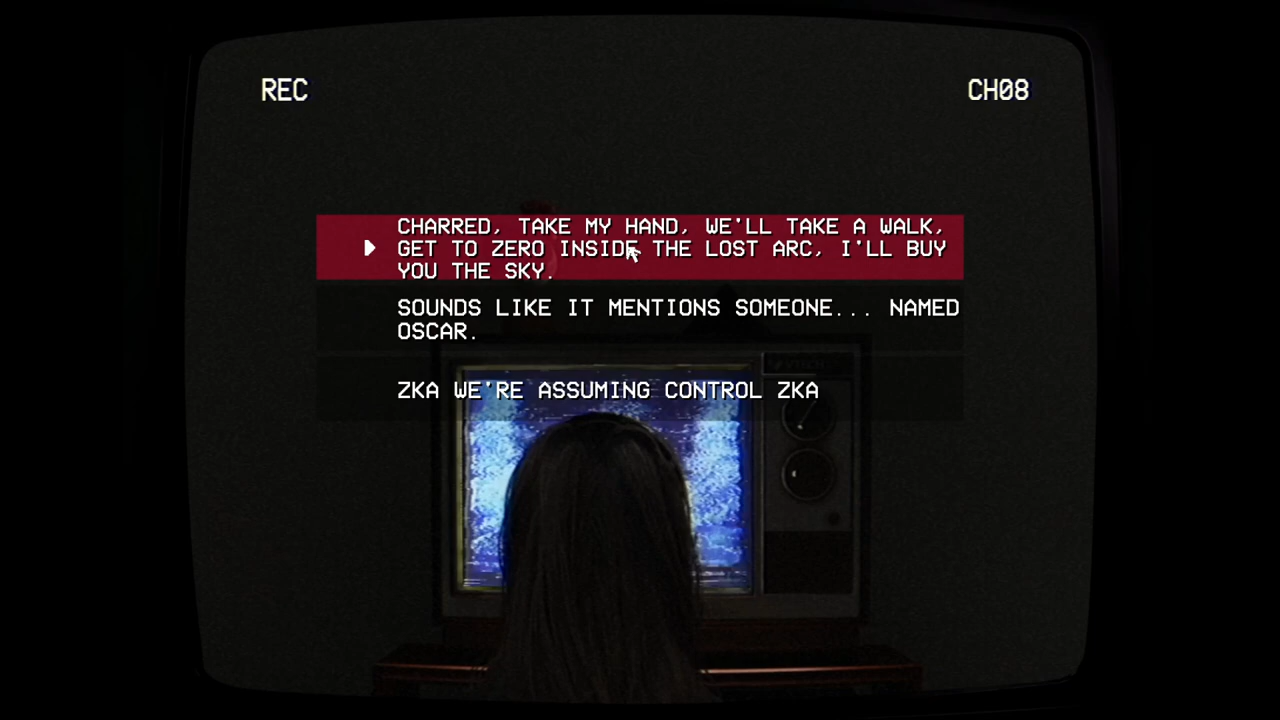 REC
CH08
CHARRED, TAKE MY HAND, WE'LL TAKE A WALK,
GET TO ZERO INSIDE THE LOST ARC, I'LL BUY
YOU THE SKY.
SOUNDS LIKE IT MENTIONS SOMEONE... NAMED
OSCAR.
ZKA WE'RE ASSUMING CONTROL ZKA